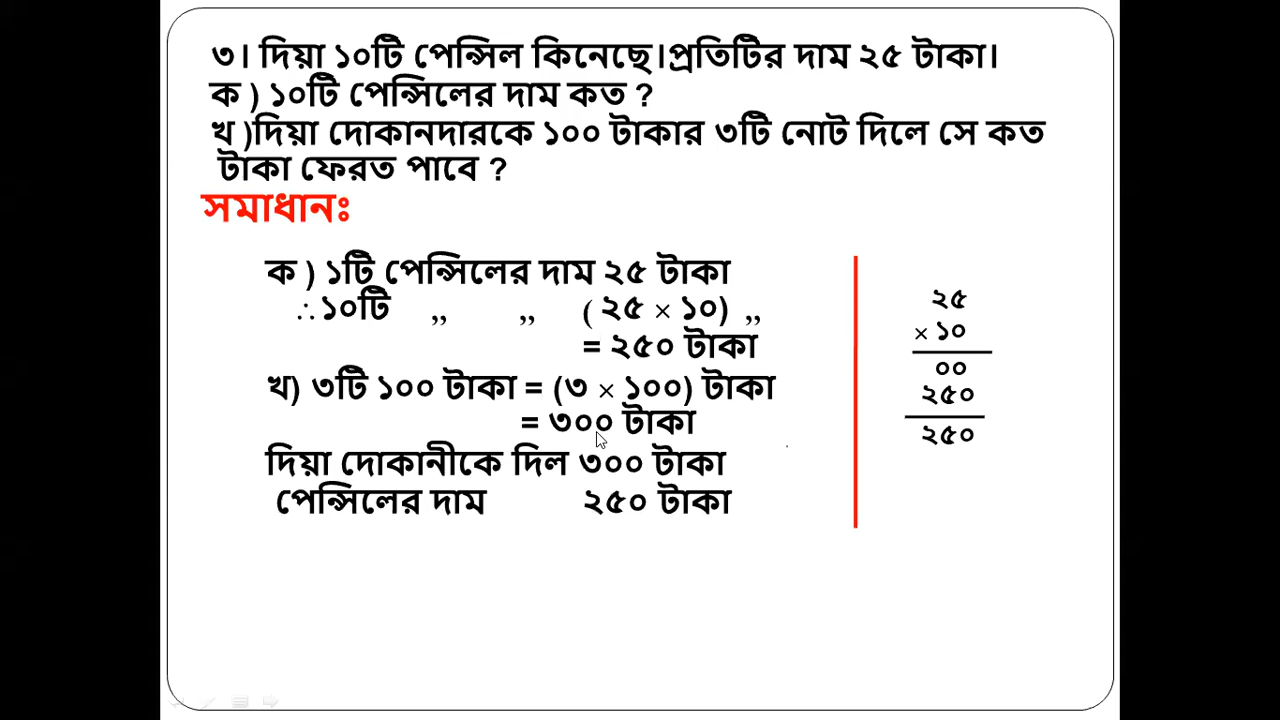 ৩। দিয়া ১০টি পেন্সিল কিনেছে।প্রতিটির দাম ২৫ টাকা।
ক ) ১০টি পেন্সিলের দাম কত ?
খ )দিয়া দোকানদারকে ১০০ টাকার ৩টি নোট দিলে সে কত
টাকা ফেরত পাবে ?
সমাধানঃ
ক ) ১টি পেন্সিলের দাম ২৫ টাকা
∴ ১০টি ,, ,, ( ২৫ × ১০) ,,
= ২৫০ টাকা
খ) ৩টি ১০০ টাকা = (৩ × ১০০) টাকা
= ৩০০ টাকা
দিয়া দোকানীকে দিল ৩০০ টাকা
পেন্সিলের দাম ২৫০ টাকা
২৫
× ১০
০০
২৫০
২৫০